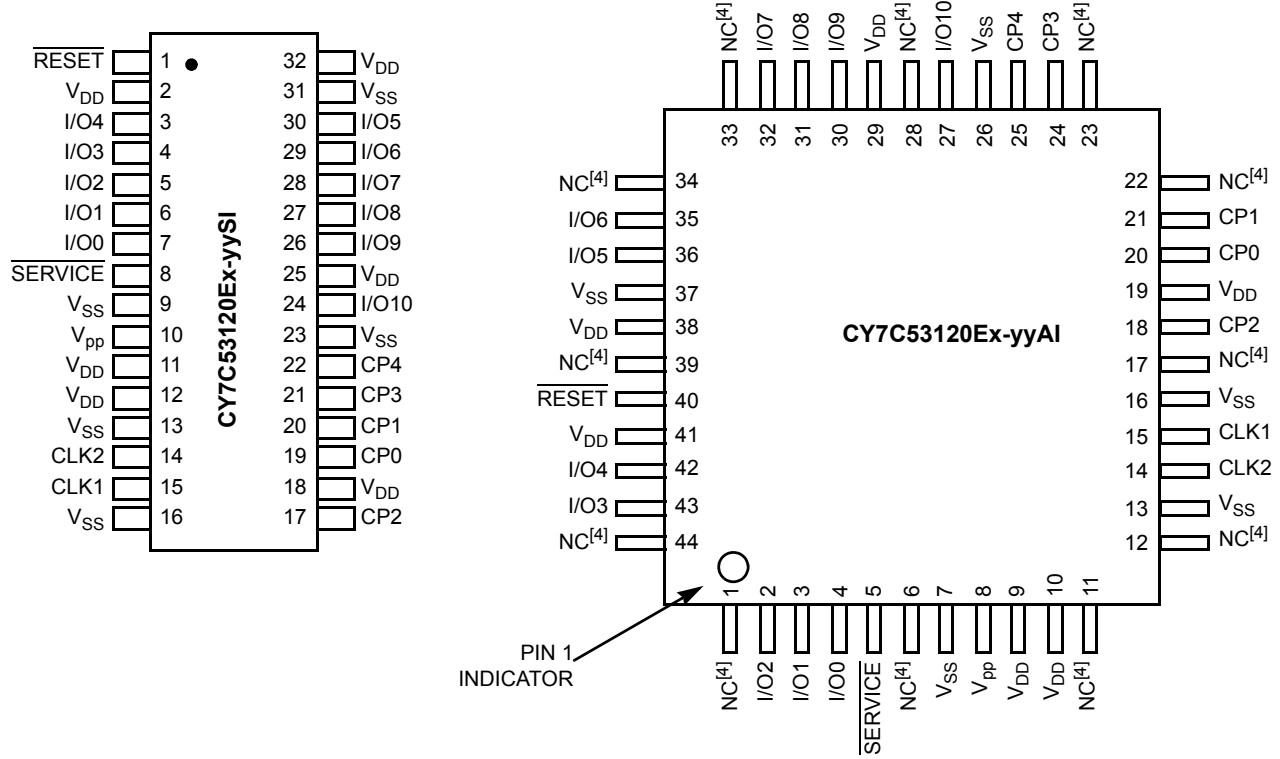 RESET 1 32 VDD
VDD 2 31 VSS
I/O4 3 30 I/O5
I/O3 4 29 I/O6
I/O2 5 28 I/O7
I/O1 6 27 I/O8
I/O0 7 26 I/O9
SERVICE 8 25 VDD
VSS 9 24 I/O10
Vpp 10 23 VSS
VDD 11 22 CP4
VDD 12 21 CP3
VSS 13 20 CP1
CLK2 14 19 CP0
CLK1 15 18 VDD
VSS 16 17 CP2
CY7C53120Ex-yySI
NC[4] I/O7 I/O8 I/O9 VDD NC[4] I/O10 VSS CP4 CP3 NC[4]
33 32 31 30 29 28 27 26 25 24 23
NC[4] 34 22 NC[4]
I/O6 35 21 CP1
I/O5 36 20 CP0
VSS 37 19 VDD
VDD 38 18 CP2
NC[4] 39 17 NC[4]
RESET 40 16 VSS
VDD 41 15 CLK1
I/O4 42 14 CLK2
I/O3 43 13 VSS
NC[4] 44 12 NC[4]
CY7C53120Ex-yyAI
1 2 3 4 5 6 7 8 9 10 11
NC[4] I/O2 I/O1 I/O0 SERVICE NC[4] VSS Vpp VDD VDD NC[4]
PIN 1
INDICATOR